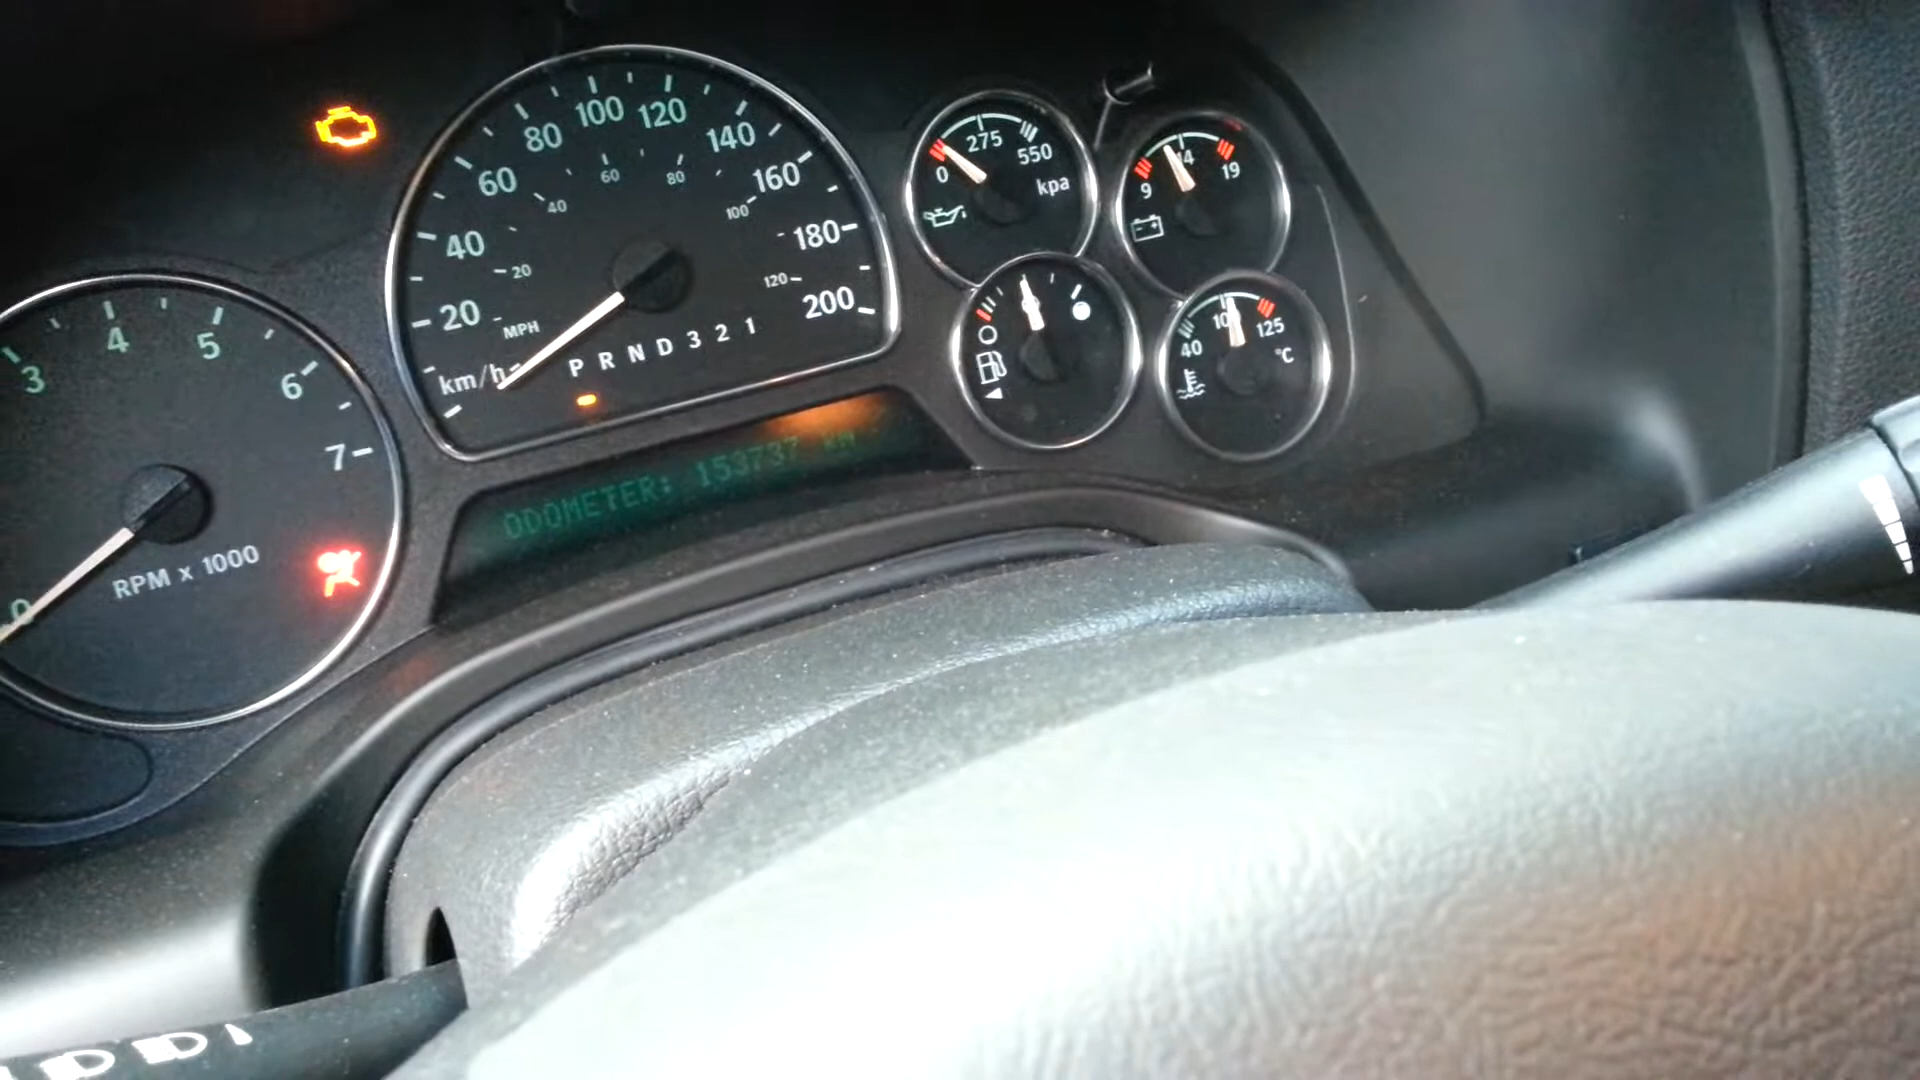 20 40 60 80 100 120 140 160 180 200
20 40 60 80 100 120
MPH
km/h
P R N D 3 2 1
ODOMETER: 153737 km
0 3 4 5 6 7
RPM x 1000
0 275 550
kpa
9 14 19
40 125
°C